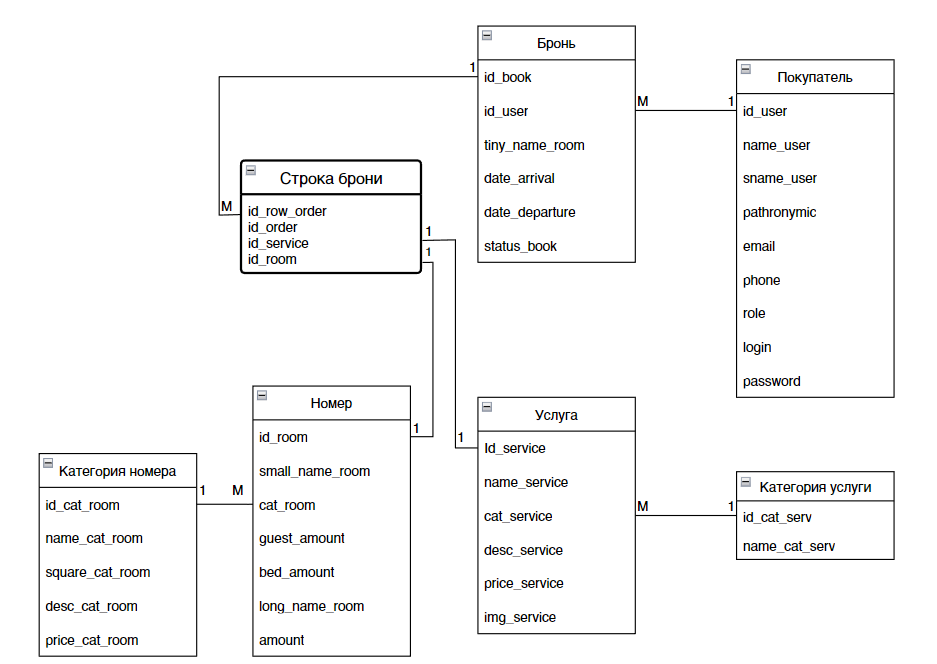 Бронь
id_book
id_user
tiny_name_room
date_arrival
date_departure
status_book
Покупатель
id_user
name_user
sname_user
pathronymic
email
phone
role
login
password
1
M
1
Строка брони
id_row_order
id_order
id_service
id_room
M
1
1
Номер
id_room
small_name_room
cat_room
guest_amount
bed_amount
long_name_room
amount
1
Услуга
Id_service
name_service
cat_service
desc_service
price_service
img_service
1
Категория номера
id_cat_room
name_cat_room
square_cat_room
desc_cat_room
price_cat_room
1
M
Категория услуги
id_cat_serv
name_cat_serv
M
1